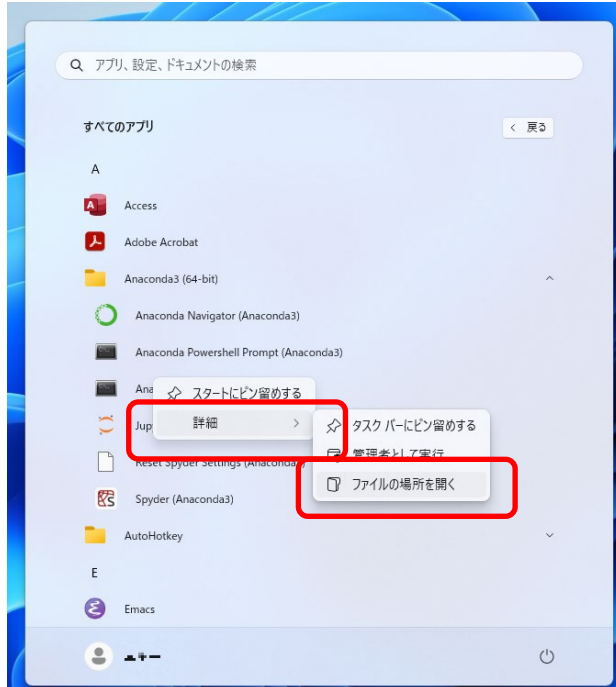 アプリ、設定、ドキュメントの検索
すべてのアプリ
戻る
A
Access
Adobe Acrobat
Anaconda3 (64-bit)
Anaconda Navigator (Anaconda3)
Anaconda Powershell Prompt (Anaconda3)
Ana
スタートにピン留めする
Jup
詳細
タスク バーにピン留めする
管理者として実行
Reset Spyder Settings (Anaconda3)
ファイルの場所を開く
Spyder (Anaconda3)
AutoHotkey
E
Emacs